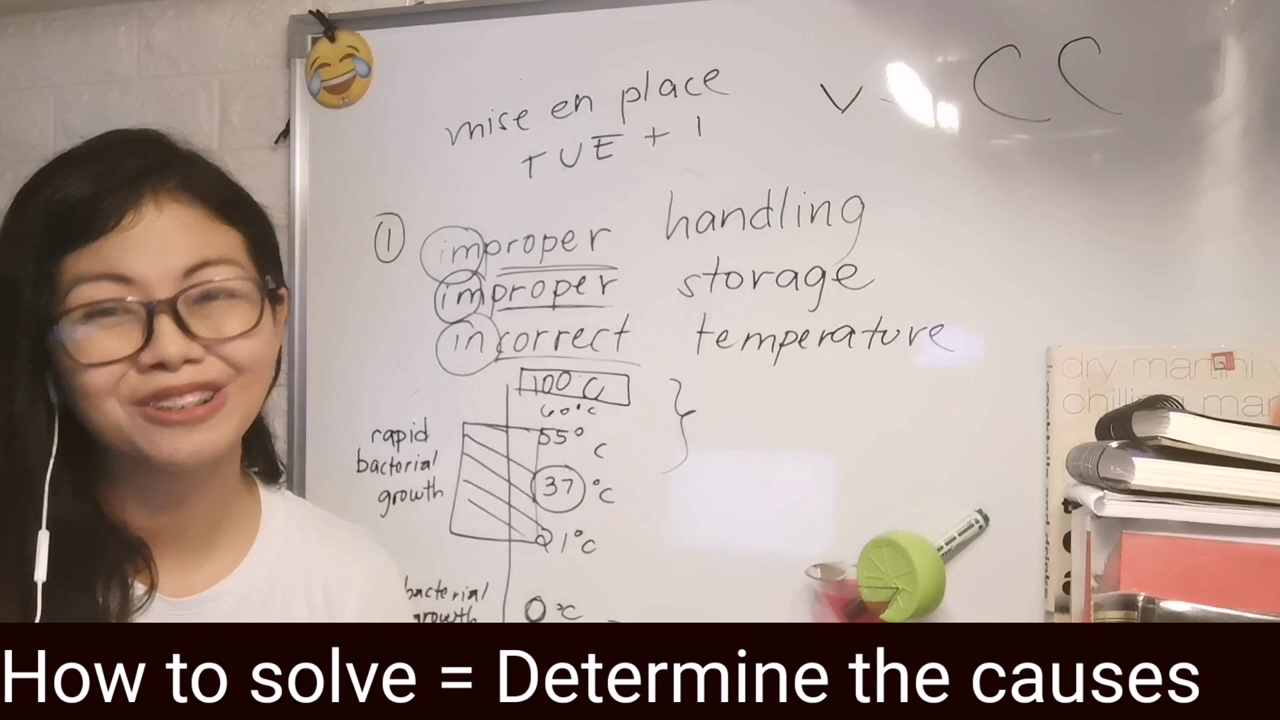 mise en place
TUE + 1
CC
① improper handling
improper storage
incorrect temperature
100°C
60°C
rapid
bacterial
growth
55°C
37°C
1°C
bacterial
growth
0°C
dry martini
chilling mar
How to solve = Determine the causes